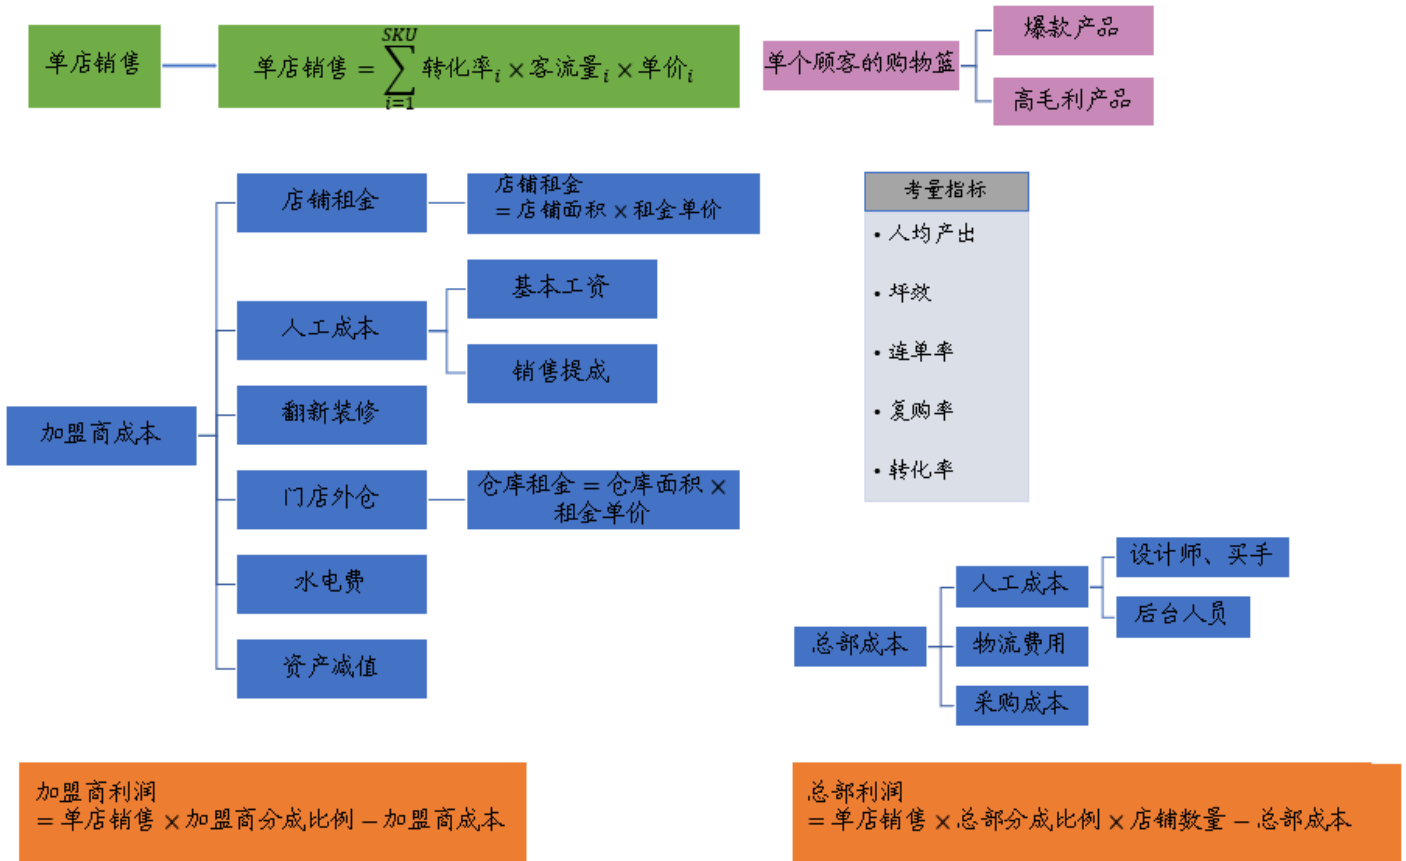 单店销售
单店销售 = ∑ 转化率ᵢ × 客流量ᵢ × 单价ᵢ
SKU
i=1
单个顾客的购物篮
爆款产品
高毛利产品
加盟商成本
店铺租金
店铺租金
= 店铺面积 × 租金单价
人工成本
基本工资
销售提成
翻新装修
门店外仓
仓库租金 = 仓库面积 ×
租金单价
水电费
资产减值
考量指标
• 人均产出
• 坪效
• 连单率
• 复购率
• 转化率
总部成本
人工成本
设计师、买手
后台人员
物流费用
采购成本
加盟商利润
= 单店销售 × 加盟商分成比例 − 加盟商成本
总部利润
= 单店销售 × 总部分成比例 × 店铺数量 − 总部成本